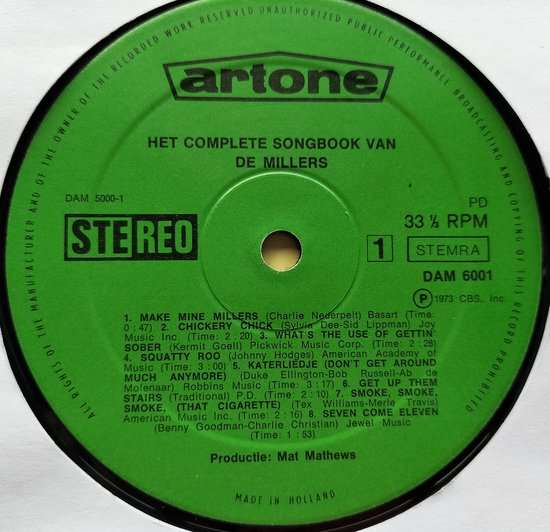 ALL RIGHTS OF THE MANUFACTURER AND OF THE OWNER OF THE RECORDED WORK RESERVED UNAUTHORIZED PUBLIC PERFORMANCE BROADCASTING AND COPYING OF THIS RECORD PROHIBITED
artone
HET COMPLETE SONGBOOK VAN
DE MILLERS
DAM 5000-1
PD
STEREO
33 ⅓ RPM
1
STEMRA
DAM 6001
Ⓟ 1973 CBS, Inc.
1. MAKE MINE MILLERS (Charlie Nederpelt) Basart (Time:
0:47) 2. CHICKERY CHICK (Sylvia Dee-Sid Lippman) Joy
Music Inc. (Time: 2:20) 3. WHAT'S THE USE OF GETTIN'
SOBER (Kermit Goell) Pickwick Music Corp. (Time: 2:28)
4. SQUATTY ROO (Johnny Hodges) American Academy of
Music (Time: 3:00) 5. KATERLIEDJE (DON'T GET AROUND
MUCH ANYMORE) (Duke Ellington-Bob Russell-Ab de
Molenaar) Robbins Music (Time: 3:17) 6. GET UP THEM
STAIRS (Traditional) P.D. (Time: 2:10) 7. SMOKE, SMOKE,
SMOKE, (THAT CIGARETTE) (Tex Williams-Merle Travis)
American Music Inc. (Time: 2:16) 8. SEVEN COME ELEVEN
(Benny Goodman-Charlie Christian) Jewel Music
(Time: 1:53)
Productie: Mat Mathews
MADE IN HOLLAND